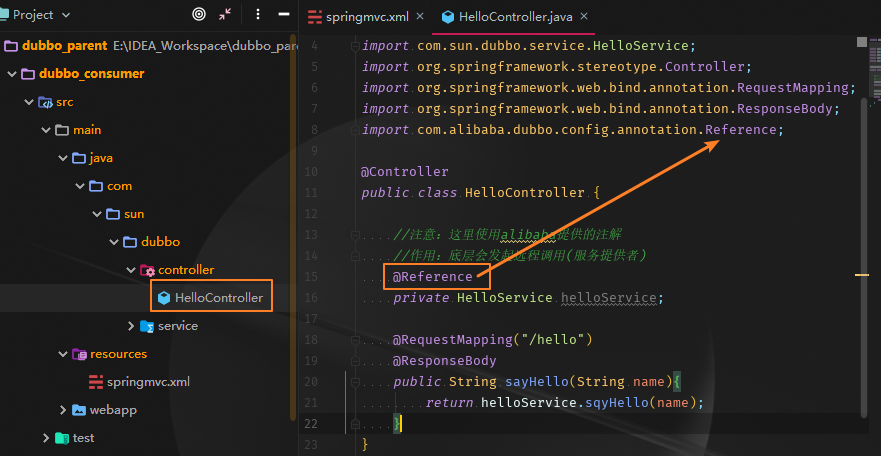 Project
dubbo_parent E:\IDEA_Workspace\dubbo_pare
dubbo_consumer
src
main
java
com
sun
dubbo
controller
HelloController
service
resources
springmvc.xml
webapp
test
springmvc.xml × HelloController.java ×
4 import com.sun.dubbo.service.HelloService;
5 import org.springframework.stereotype.Controller;
6 import org.springframework.web.bind.annotation.RequestMapping;
7 import org.springframework.web.bind.annotation.ResponseBody;
8 import com.alibaba.dubbo.config.annotation.Reference;
9
10 @Controller
11 public class HelloController {
12
13 //注意：这里使用alibaba提供的注解
14 //作用：底层会发起远程调用(服务提供者)
15 @Reference
16 private HelloService helloService;
17
18 @RequestMapping("/hello")
19 @ResponseBody
20 public String sayHello(String name){
21 return helloService.sqyHello(name);
22 }
23 }